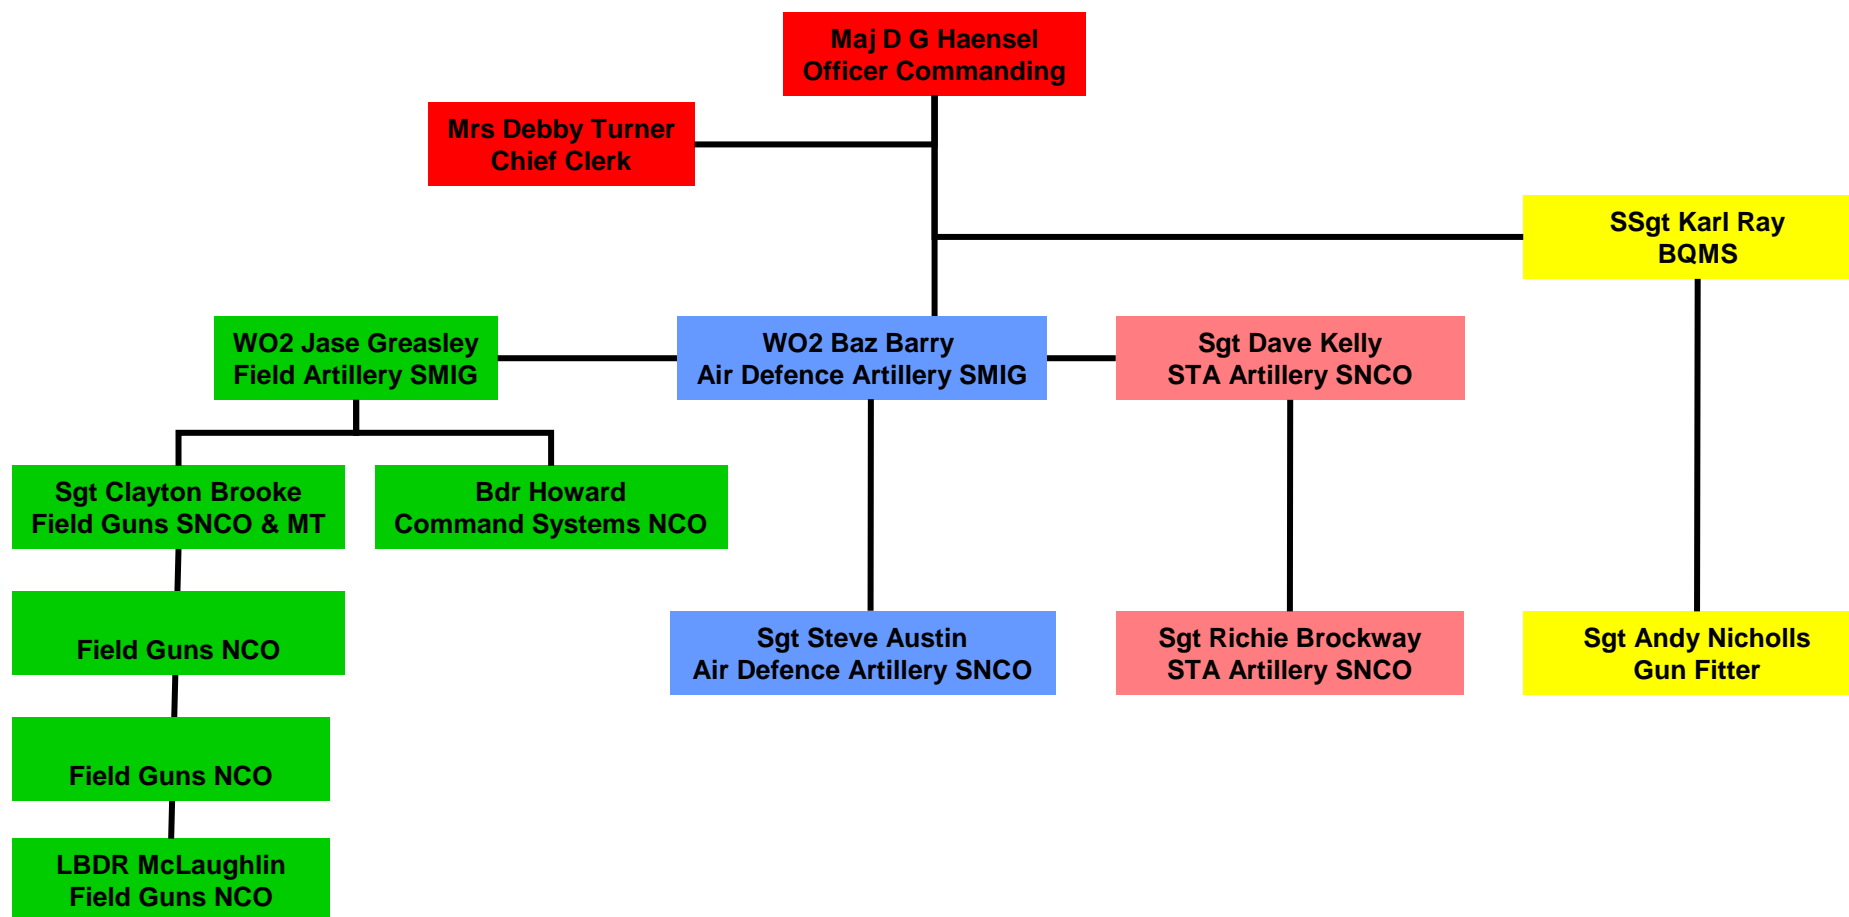 Maj D G Haensel
Officer Commanding
Mrs Debby Turner
Chief Clerk
SSgt Karl Ray
BQMS
WO2 Jase Greasley
Field Artillery SMIG
WO2 Baz Barry
Air Defence Artillery SMIG
Sgt Dave Kelly
STA Artillery SNCO
Sgt Clayton Brooke
Field Guns SNCO & MT
Bdr Howard
Command Systems NCO
Field Guns NCO
Sgt Steve Austin
Air Defence Artillery SNCO
Sgt Richie Brockway
STA Artillery SNCO
Sgt Andy Nicholls
Gun Fitter
Field Guns NCO
LBDR McLaughlin
Field Guns NCO